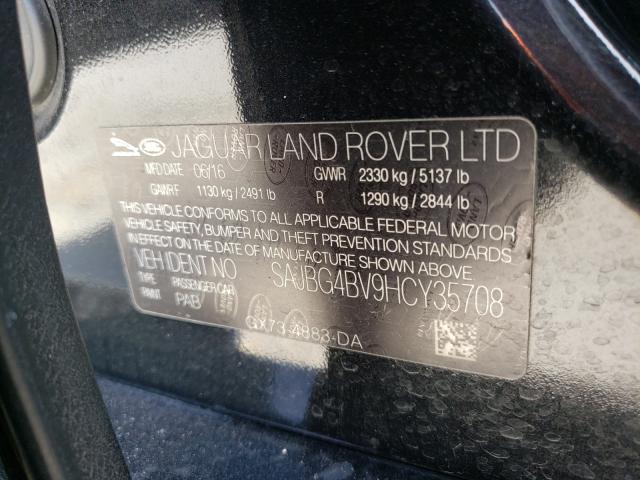 JAGUAR LAND ROVER LTD
MFD DATE 06/16 GVWR 2330 kg / 5137 lb
GAWR F 1130 kg / 2491 lb R 1290 kg / 2844 lb
THIS VEHICLE CONFORMS TO ALL APPLICABLE FEDERAL MOTOR
VEHICLE SAFETY, BUMPER AND THEFT PREVENTION STANDARDS
IN EFFECT ON THE DATE OF MANUFACTURE SHOWN ABOVE.
VEH IDENT NO SAJBG4BV9HCY35708
TYPE PASSENGER CAR
PAINT PAB
GX73-4883-DA